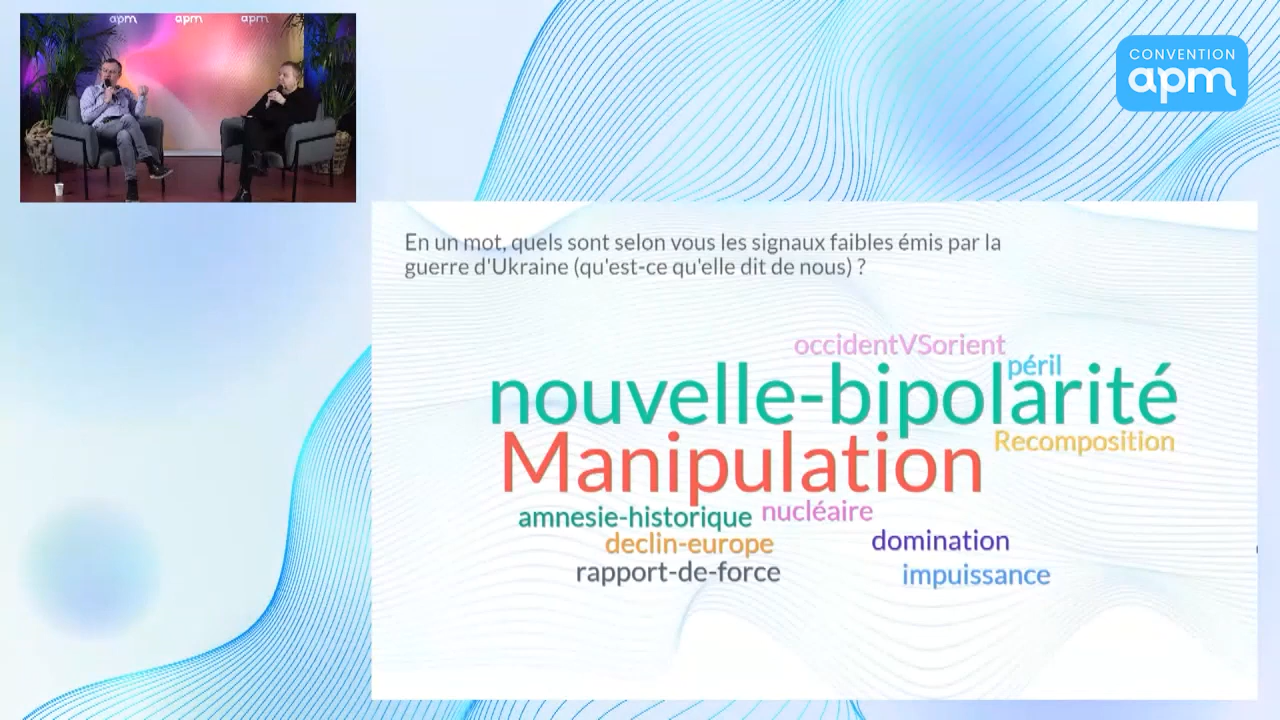 apm apm apm
CONVENTION
apm
En un mot, quels sont selon vous les signaux faibles émis par la
guerre d'Ukraine (qu'est-ce qu'elle dit de nous) ?
occidentVSorient
péril
nouvelle-bipolarité
Recomposition
Manipulation
nucléaire
amnesie-historique
domination
declin-europe
rapport-de-force
impuissance